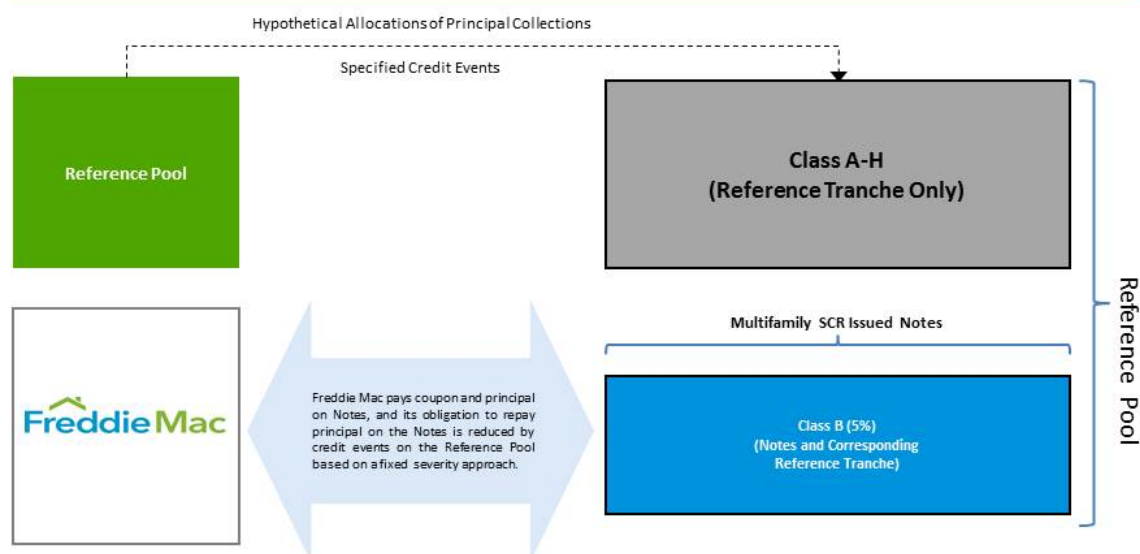 Hypothetical Allocations of Principal Collections
Specified Credit Events
Reference Pool
Class A-H
(Reference Tranche Only)
Reference Pool
Multifamily SCR Issued Notes
Freddie Mac
Freddie Mac pays coupon and principal
on Notes, and its obligation to repay
principal on the Notes is reduced by
credit events on the Reference Pool
based on a fixed severity approach.
Class B (5%)
(Notes and Corresponding
Reference Tranche)